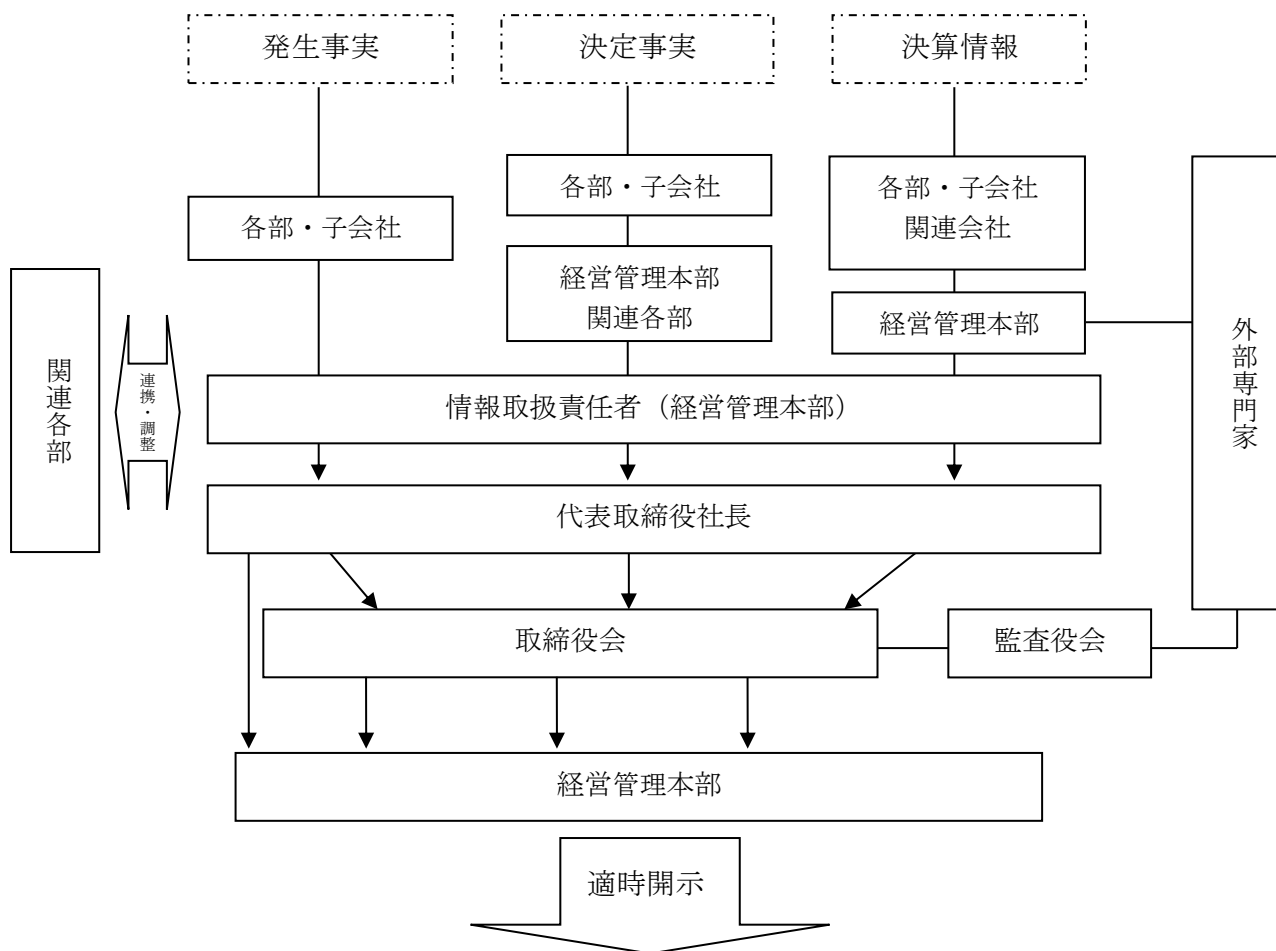 発生事実
決定事実
決算情報
各部・子会社
各部・子会社
各部・子会社
関連会社
経営管理本部
関連各部
経営管理本部
外部専門家
関連各部
連携・調整
情報取扱責任者（経営管理本部）
代表取締役社長
取締役会
監査役会
経営管理本部
適時開示